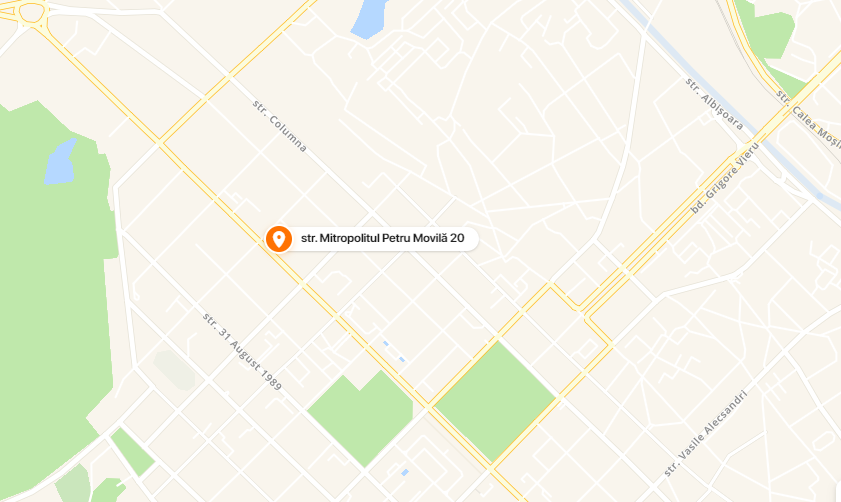 str. Albișoara
str. Calea Moși
str. Columna
bd. Grigore Vieru
str. Mitropolitul Petru Movilă 20
str. 31 August 1989
str. Vasile Alecsandri